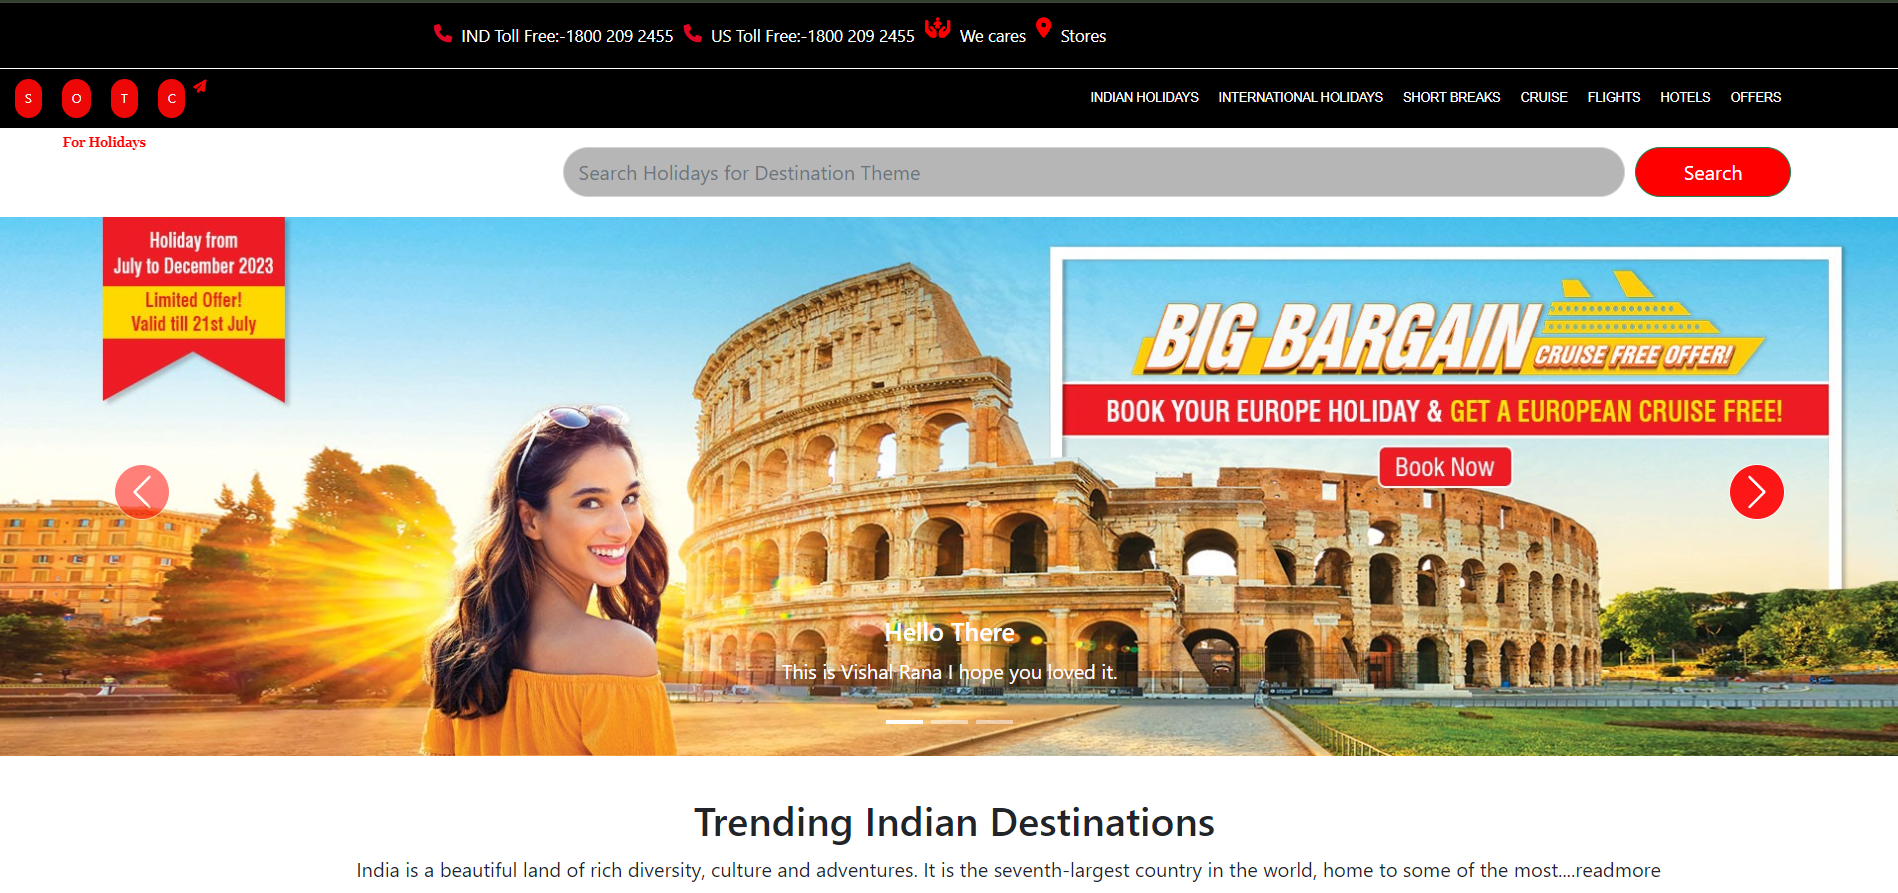 IND Toll Free:-1800 209 2455 US Toll Free:-1800 209 2455 We cares Stores
S O T C
INDIAN HOLIDAYS INTERNATIONAL HOLIDAYS SHORT BREAKS CRUISE FLIGHTS HOTELS OFFERS
For Holidays
Search Holidays for Destination Theme
Search
Holiday from
July to December 2023
Limited Offer!
Valid till 21st July
BIG BARGAIN
CRUISE FREE OFFER!
BOOK YOUR EUROPE HOLIDAY & GET A EUROPEAN CRUISE FREE!
Book Now
Hello There
This is Vishal Rana I hope you loved it.
Trending Indian Destinations
India is a beautiful land of rich diversity, culture and adventures. It is the seventh-largest country in the world, home to some of the most....readmore